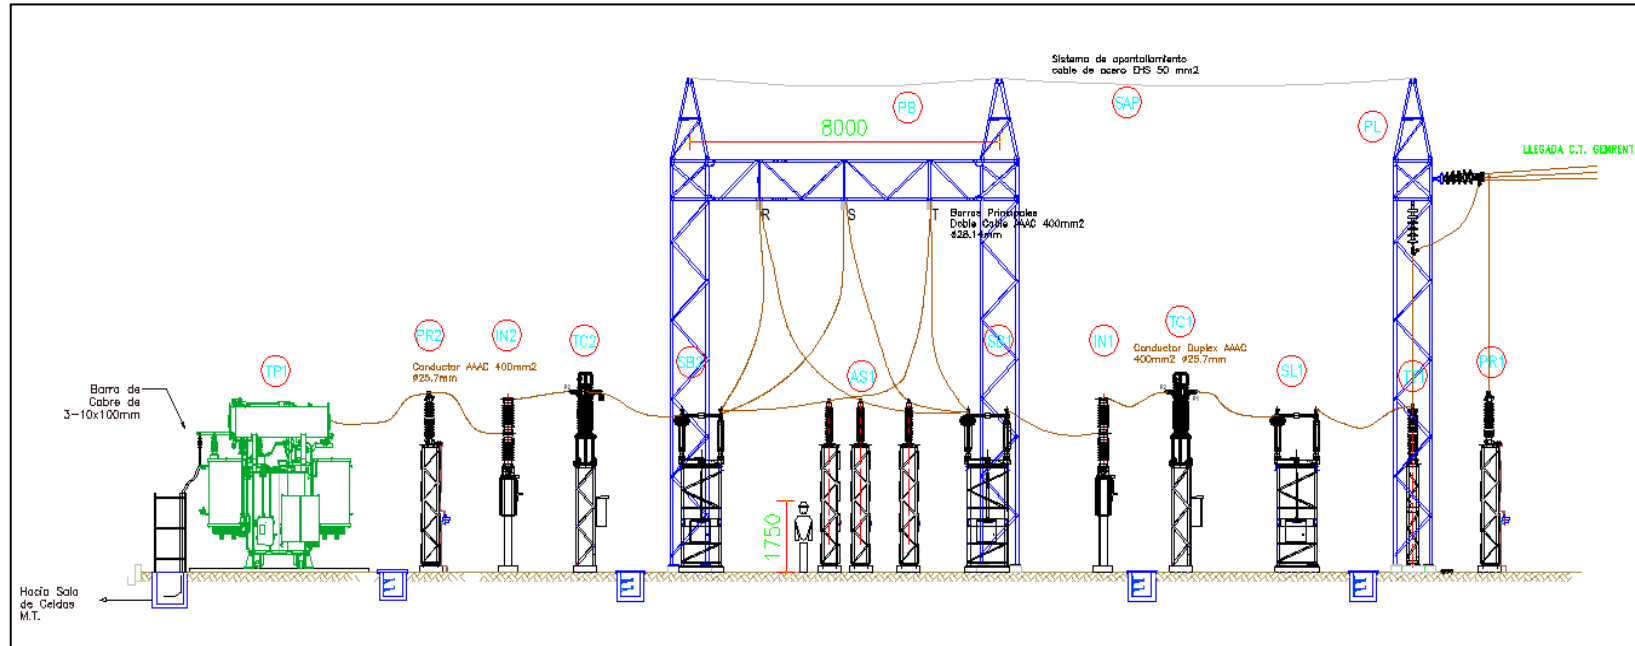 Sistema de apantallamiento
cable de acero EHS 50 mm2
PB
SAP
8000
PL
LLEGADA C.T. GEMRENT
R
S
T
Barras Principales
Doble Cable AAAC 400mm2
Ø28.14mm
PR2
IN2
TC2
SB2
AS1
SB1
IN1
TC1
SL1
TT1
PR1
TP1
Conductor AAAC 400mm2
Ø25.7mm
Conductor Duplex AAAC
400mm2 Ø25.7mm
Barra de
Cobre de
3-10x100mm
1750
Hacia Sala
de Celdas
M.T.